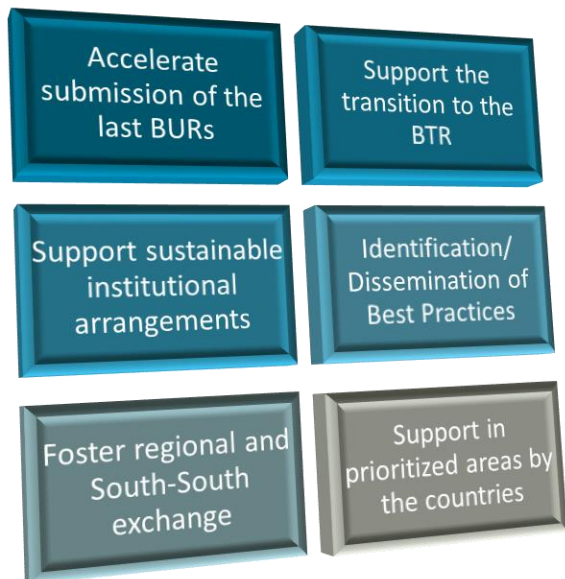 Accelerate
submission of the
last BURs
Support the
transition to the
BTR
Support sustainable
institutional
arrangements
Identification/
Dissemination of
Best Practices
Foster regional and
South-South
exchange
Support in
prioritized areas by
the countries